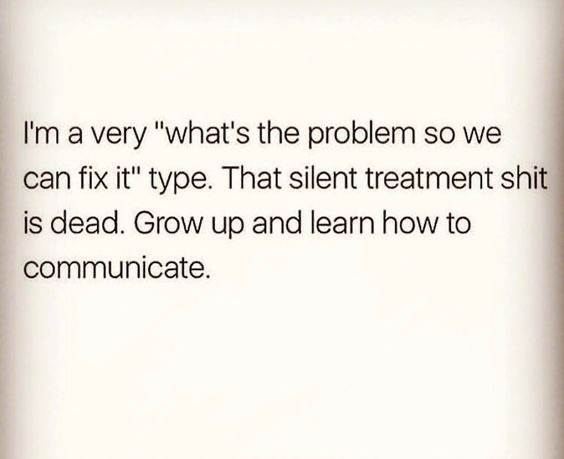 I'm a very "what's the problem so we
can fix it" type. That silent treatment shit
is dead. Grow up and learn how to
communicate.